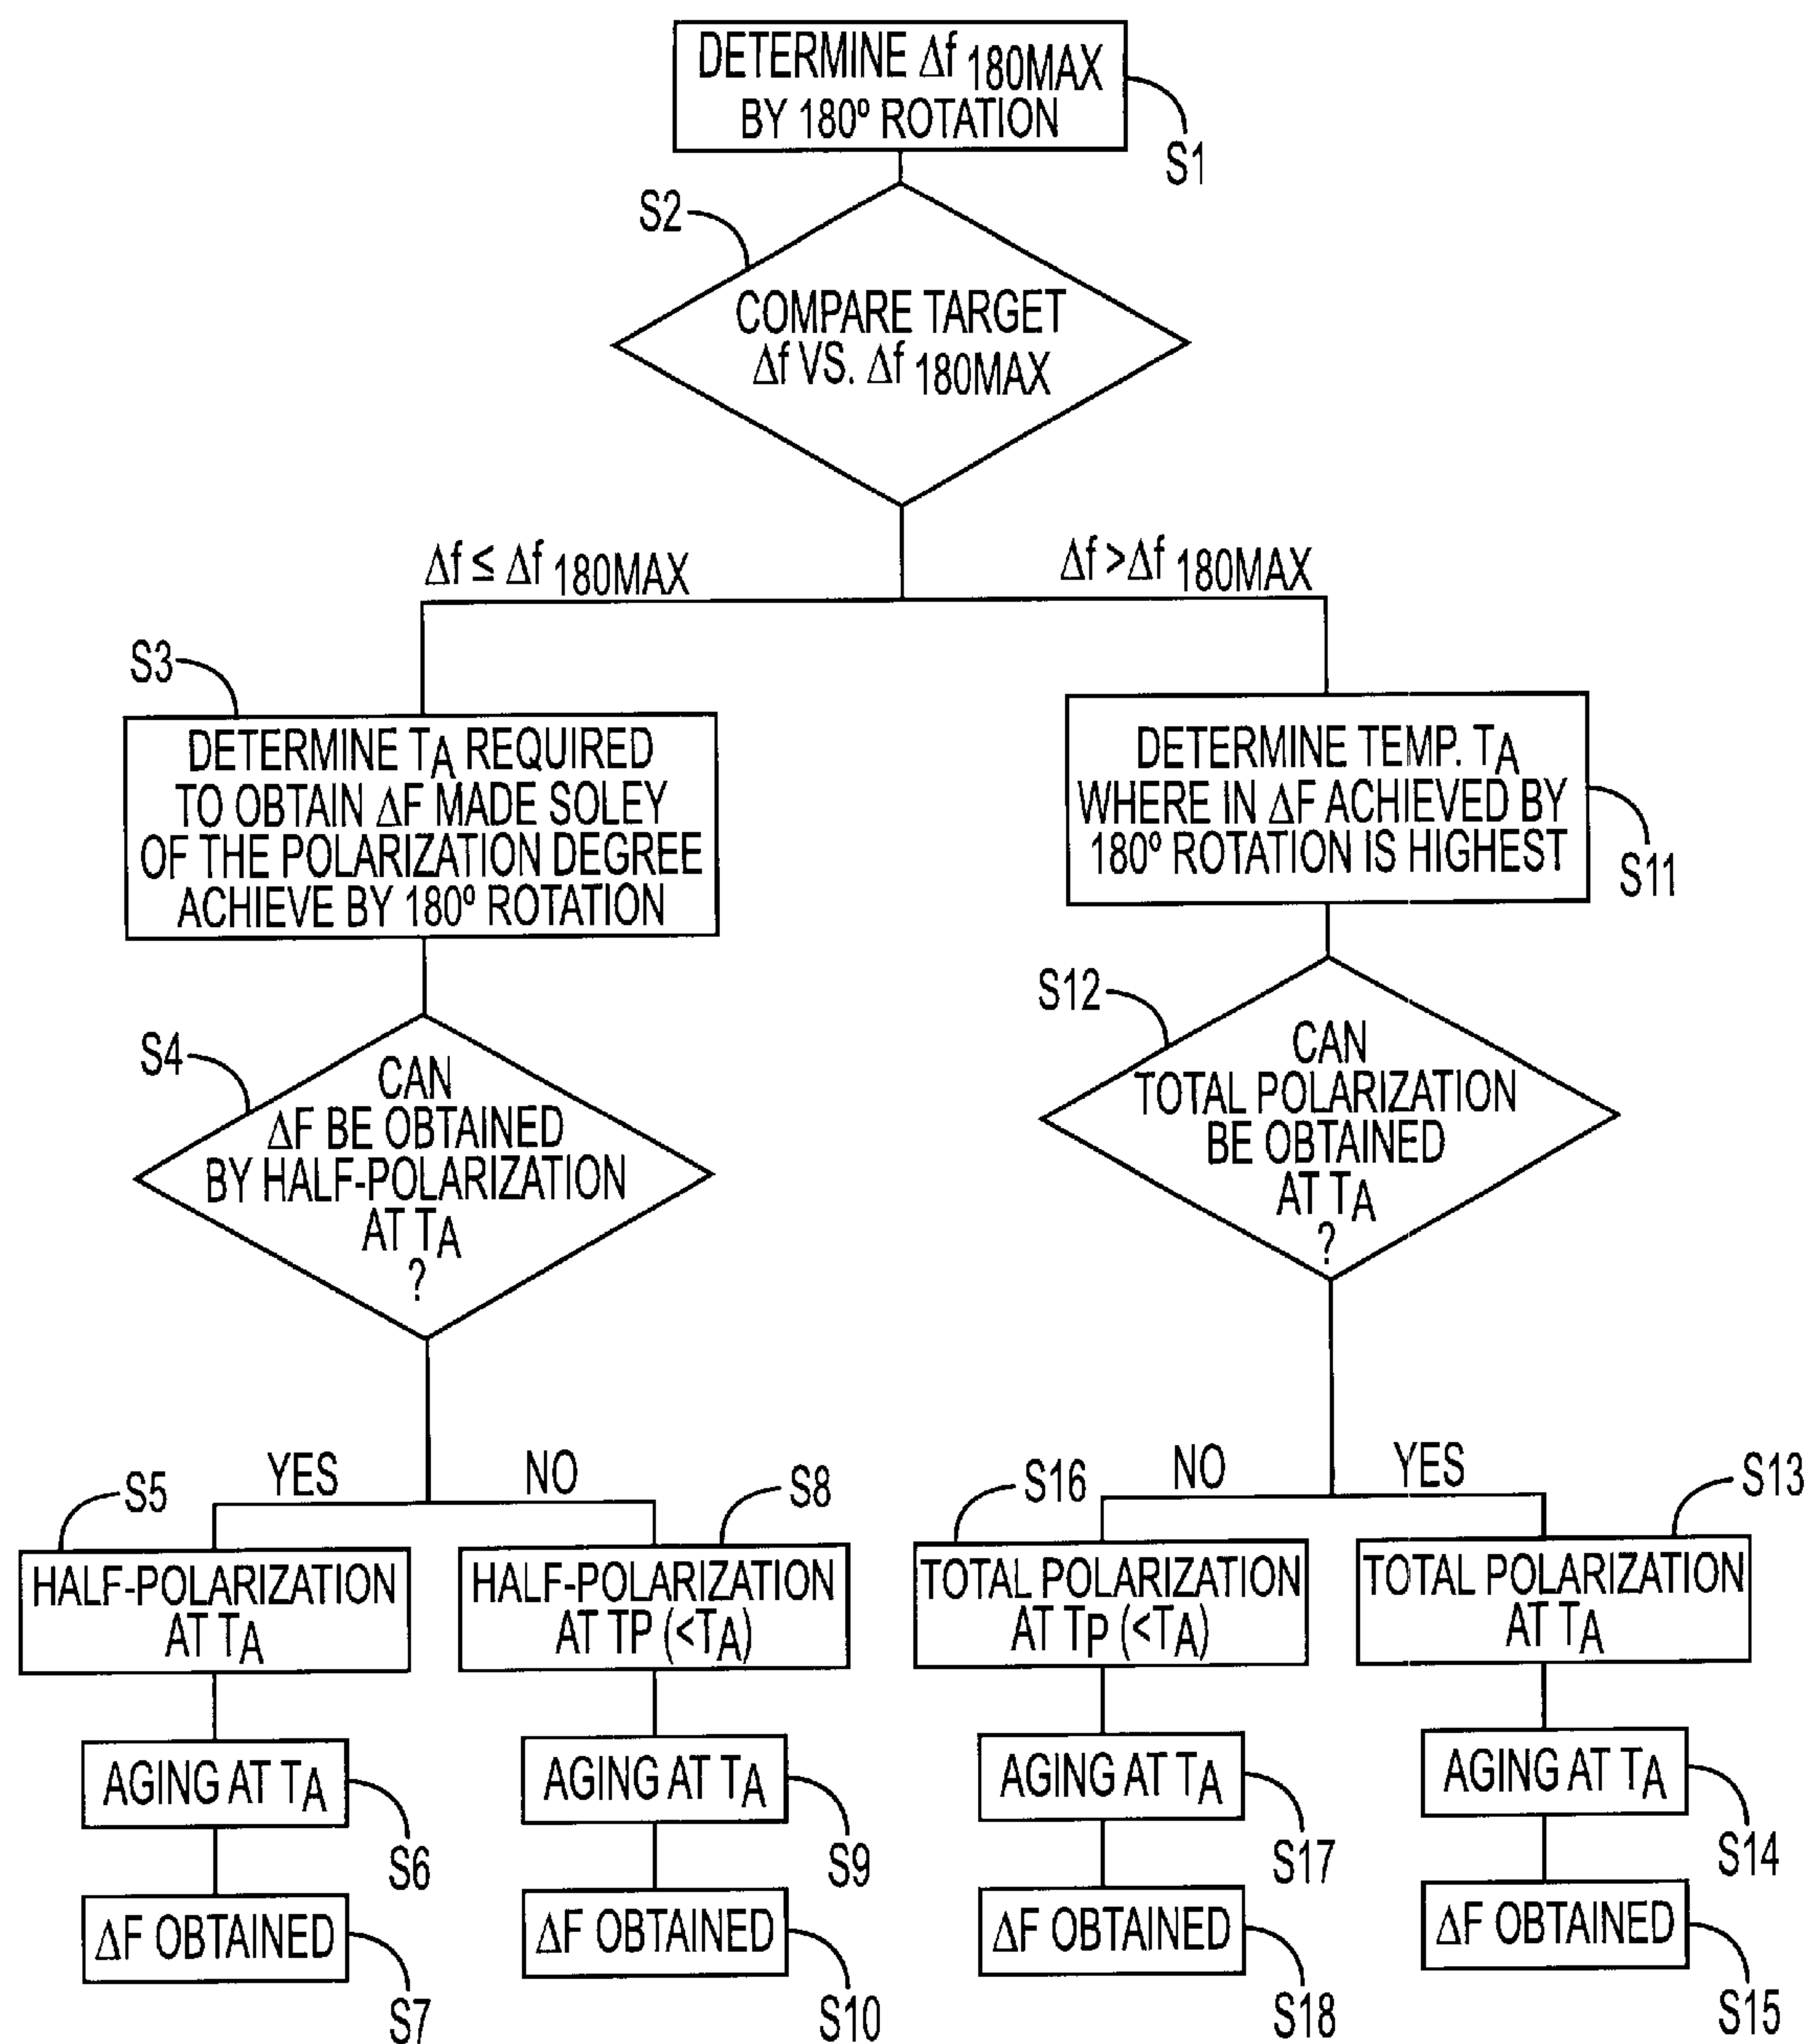 DETERMINE Δf 180MAX
BY 180º ROTATION
S1
S2
COMPARE TARGET
Δf VS. Δf 180MAX
Δf ≤ Δf 180MAX
Δf >Δf 180MAX
S3
DETERMINE TA REQUIRED
TO OBTAIN ΔF MADE SOLEY
OF THE POLARIZATION DEGREE
ACHIEVE BY 180º ROTATION
DETERMINE TEMP. TA
WHERE IN ΔF ACHIEVED BY
180º ROTATION IS HIGHEST
S11
S4
CAN
ΔF BE OBTAINED
BY HALF-POLARIZATION
AT TA
?
S12
CAN
TOTAL POLARIZATION
BE OBTAINED
AT TA
?
YES
NO
NO
YES
S5
HALF-POLARIZATION
AT TA
S8
HALF-POLARIZATION
AT TP (<TA)
S16
TOTAL POLARIZATION
AT TP (<TA)
S13
TOTAL POLARIZATION
AT TA
AGING AT TA
S6
AGING AT TA
S9
AGING AT TA
S17
AGING AT TA
S14
ΔF OBTAINED
S7
ΔF OBTAINED
S10
ΔF OBTAINED
S18
ΔF OBTAINED
S15